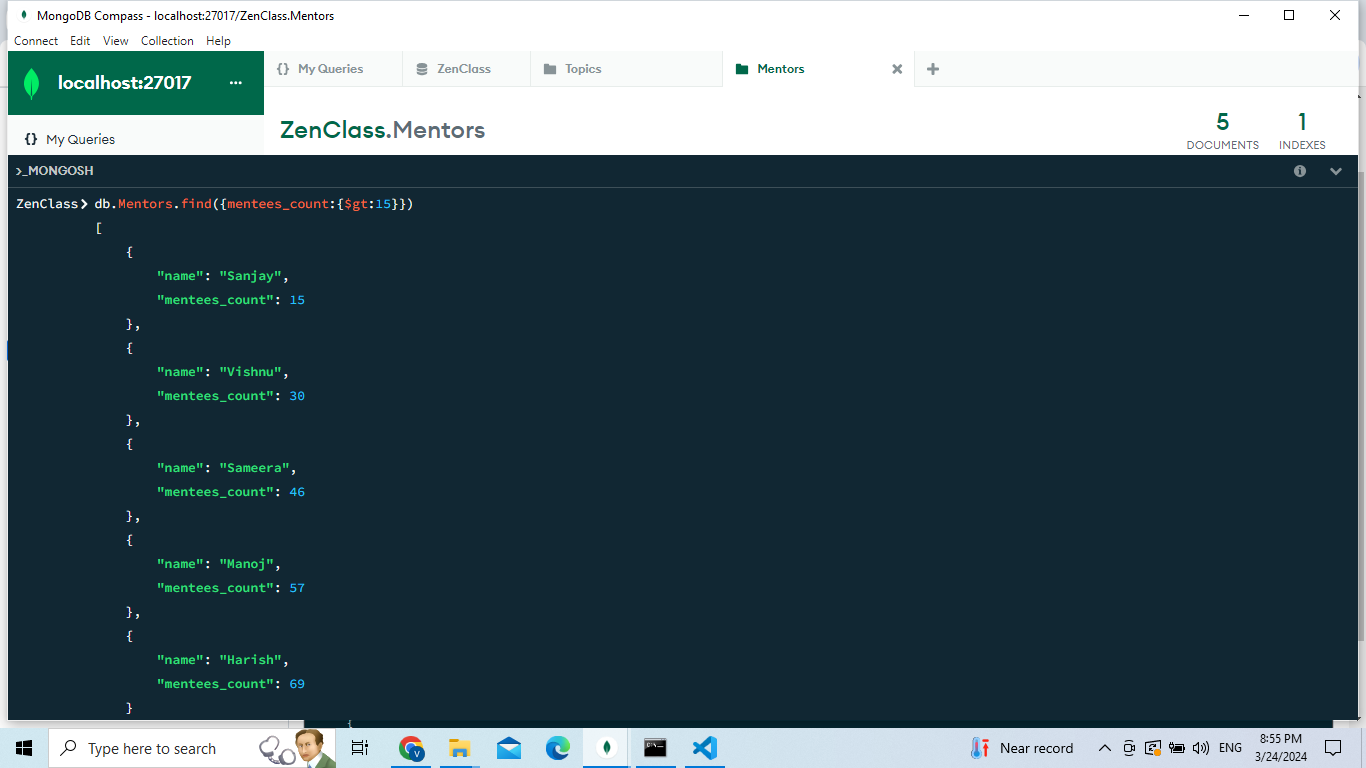 MongoDB Compass - localhost:27017/ZenClass.Mentors
Connect Edit View Collection Help
localhost:27017 ...
{} My Queries ZenClass Topics Mentors
{} My Queries
ZenClass.Mentors
5 DOCUMENTS
1 INDEXES
>_MONGOSH
ZenClass> db.Mentors.find({mentees_count:{$gt:15}})
[
{
"name": "Sanjay",
"mentees_count": 15
},
{
"name": "Vishnu",
"mentees_count": 30
},
{
"name": "Sameera",
"mentees_count": 46
},
{
"name": "Manoj",
"mentees_count": 57
},
{
"name": "Harish",
"mentees_count": 69
}
{
Type here to search
V
Near record
ENG
8:55 PM
3/24/2024